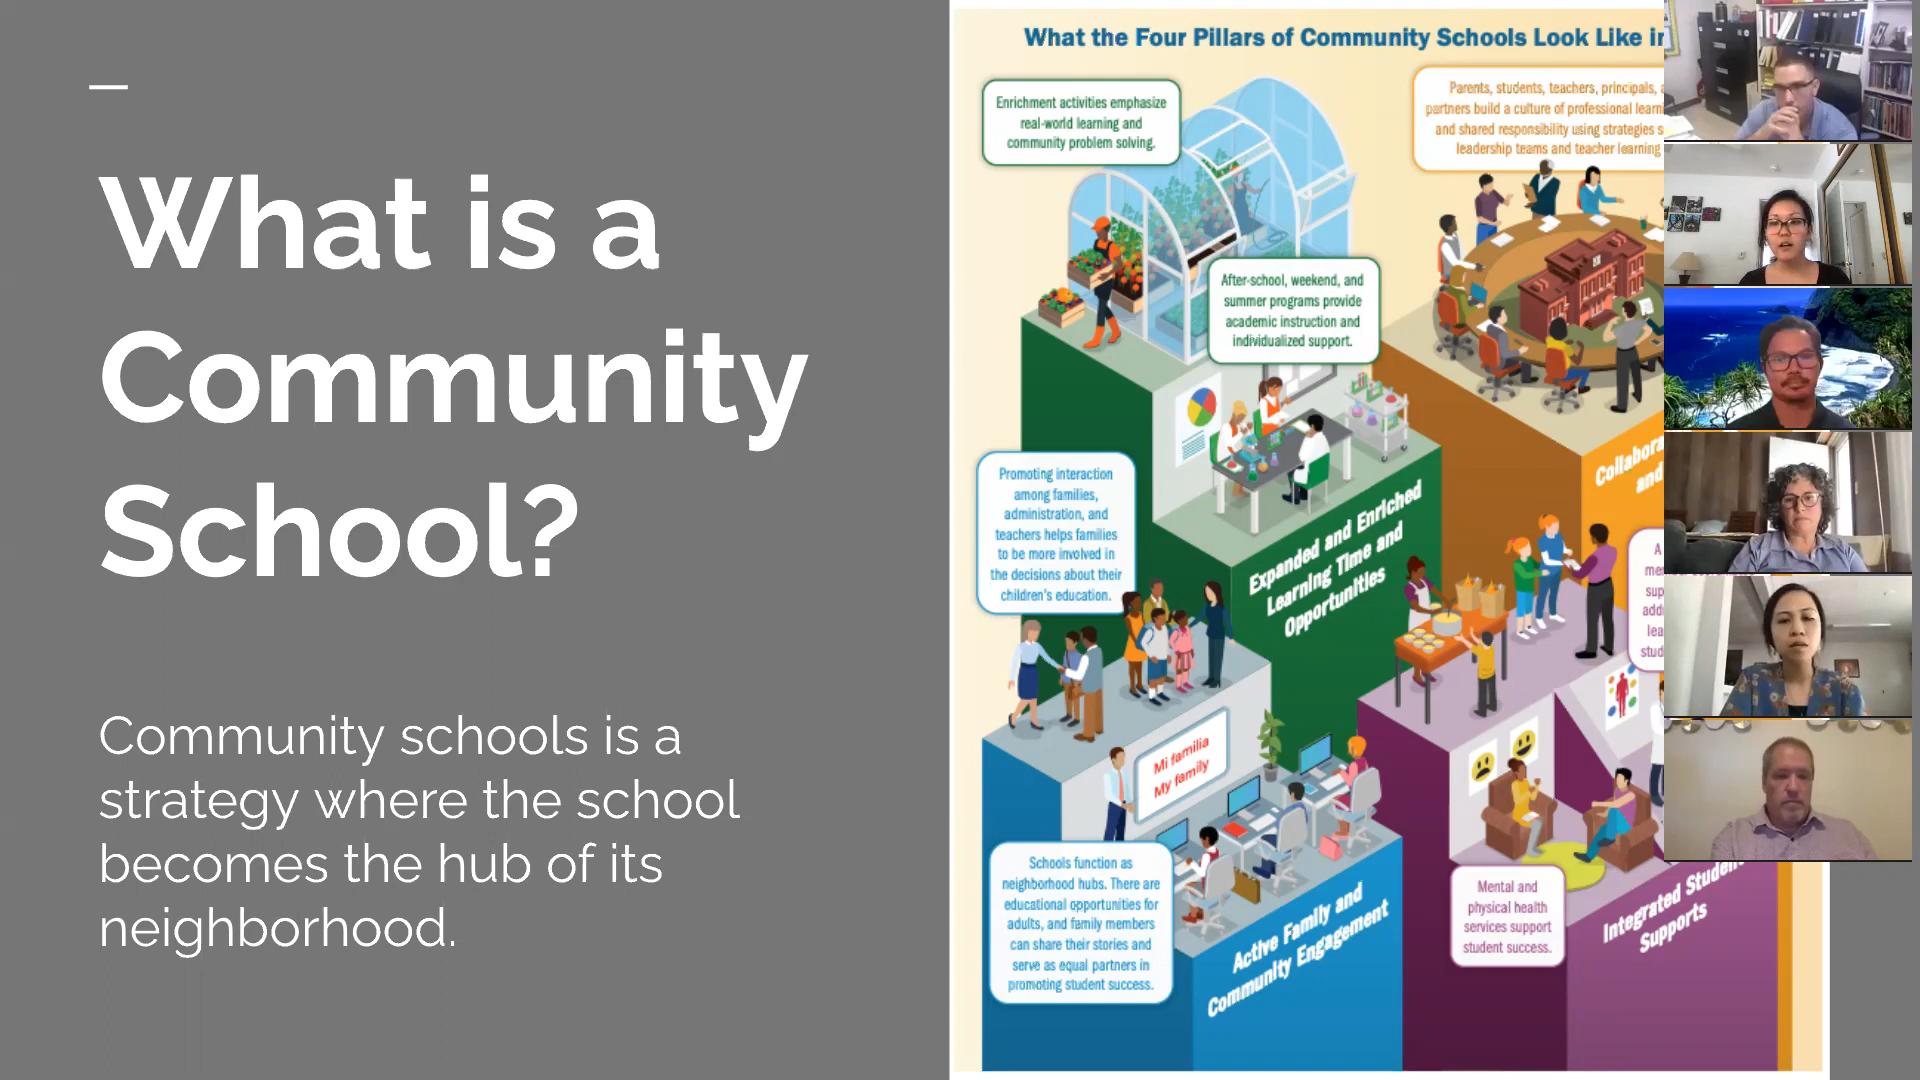 What is a
Community
School?
Community schools is a
strategy where the school
becomes the hub of its
neighborhood.
What the Four Pillars of Community Schools Look Like
Enrichment activities emphasize
real-world learning and
community problem solving.
Parents, students, teachers, principals,
partners build a culture of professional
and shared responsibility using strategies
leadership teams and teacher learning
After-school, weekend, and
summer programs provide
academic instruction and
individualized support.
Promoting interaction
among families,
administration, and
teachers helps families
to be more involved in
the decisions about their
children's education.
Expanded and Enriched
Learning Time and
Opportunities
and
A
Mi familia
My family
Schools function as
neighborhood hubs. There are
educational opportunities for
adults, and family members
can share their stories and
serve as equal partners in
promoting student success.
Active Family and
Community Engagement
Mental and
physical health
services support
student success.
Integrated Student
Supports